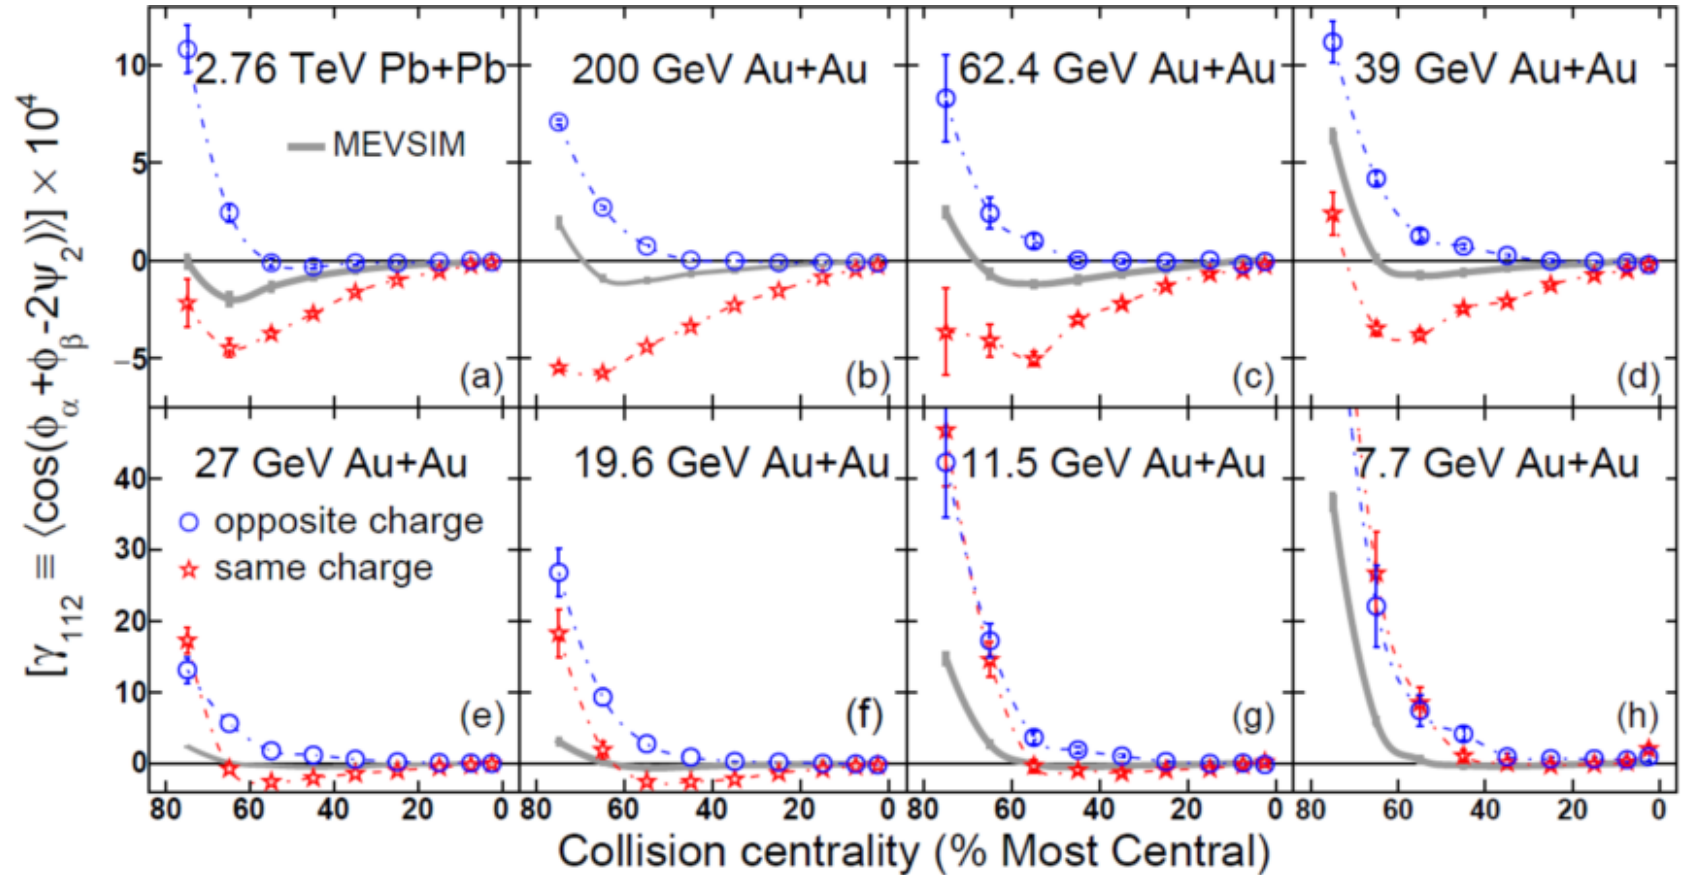 [γ₁₁₂ ≡ ⟨cos(ϕ_α+ϕ_β-2ψ₂)⟩] × 10⁴
10
5
0
−5
2.76 TeV Pb+Pb
MEVSIM
(a)
200 GeV Au+Au
(b)
62.4 GeV Au+Au
(c)
39 GeV Au+Au
(d)
40
30
20
10
0
27 GeV Au+Au
opposite charge
same charge
(e)
19.6 GeV Au+Au
(f)
11.5 GeV Au+Au
(g)
7.7 GeV Au+Au
(h)
80 60 40 20 0
80 60 40 20 0
80 60 40 20 0
80 60 40 20 0
Collision centrality (% Most Central)